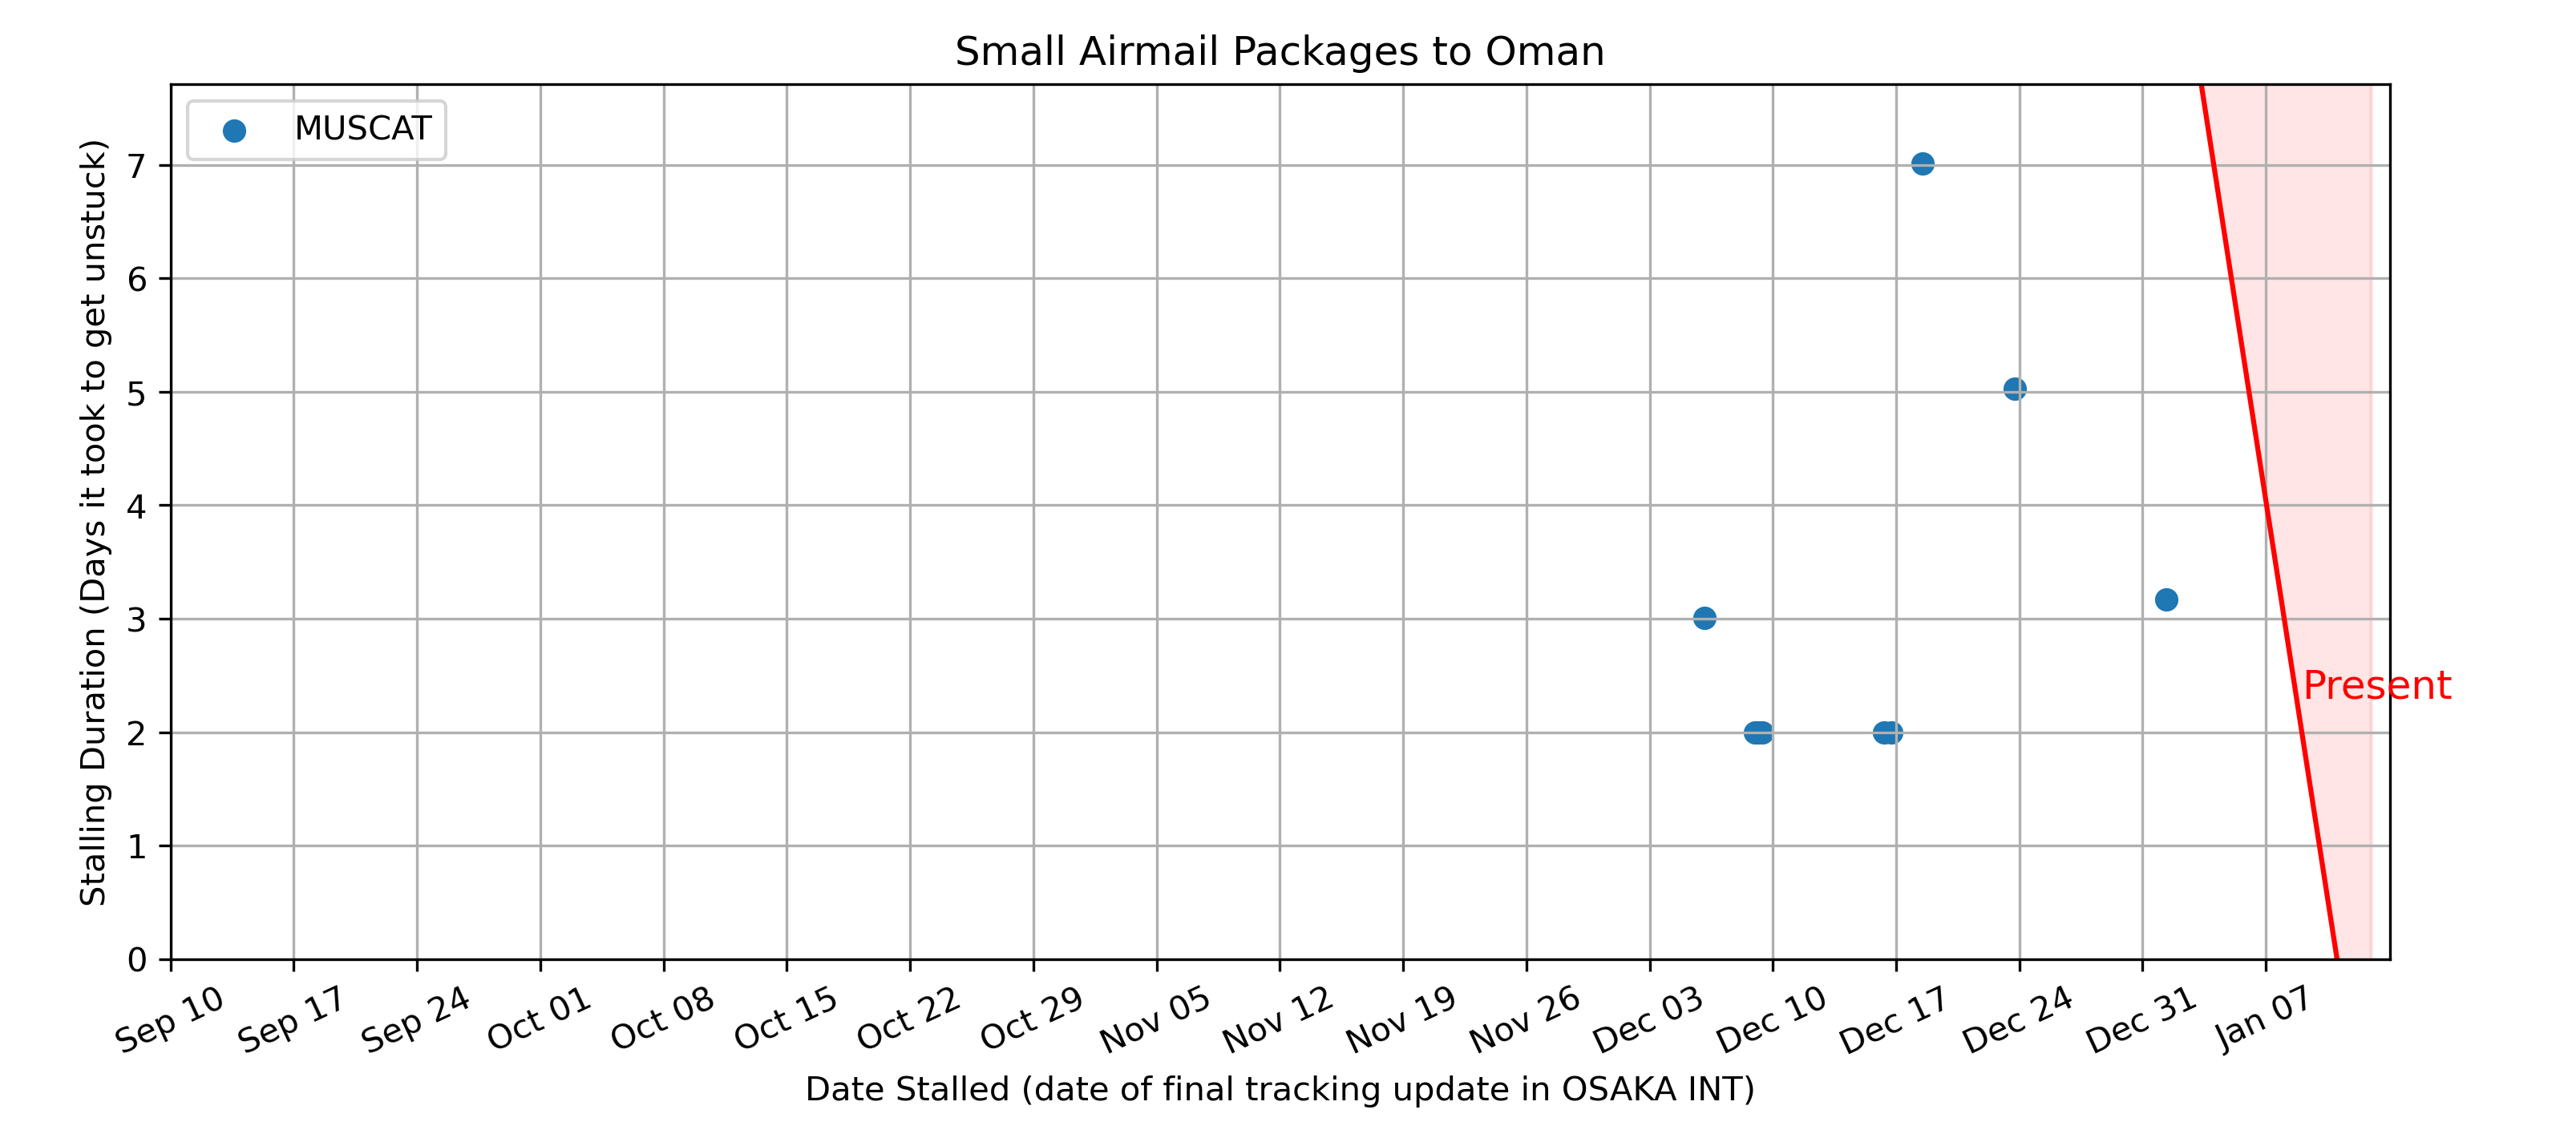 Small Airmail Packages to Oman
MUSCAT
Stalling Duration (Days it took to get unstuck)
7
6
5
4
3
2
1
0
Present
Sep 10
Sep 17
Sep 24
Oct 01
Oct 08
Oct 15
Oct 22
Oct 29
Nov 05
Nov 12
Nov 19
Nov 26
Dec 03
Dec 10
Dec 17
Dec 24
Dec 31
Jan 07
Date Stalled (date of final tracking update in OSAKA INT)